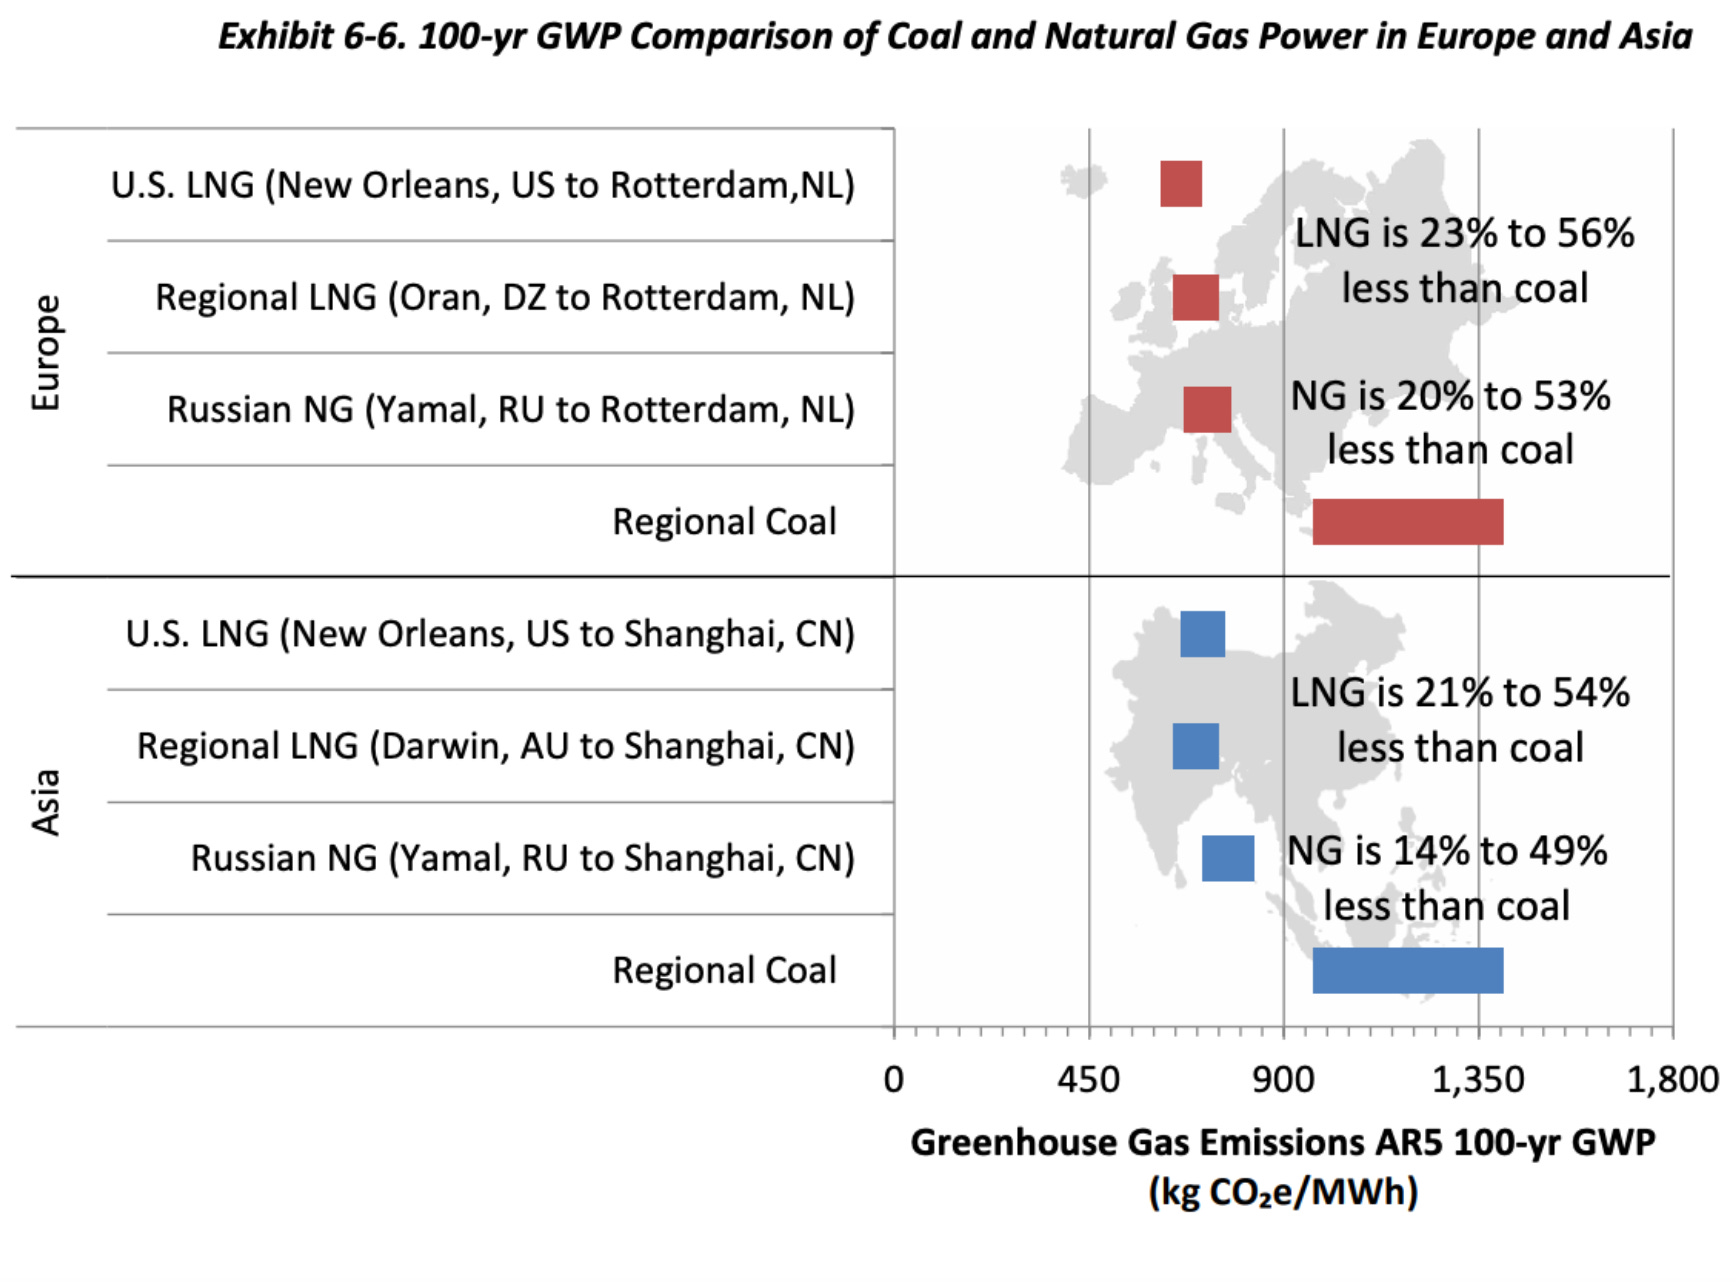 Exhibit 6-6. 100-yr GWP Comparison of Coal and Natural Gas Power in Europe and Asia
Europe
U.S. LNG (New Orleans, US to Rotterdam,NL)
Regional LNG (Oran, DZ to Rotterdam, NL)
Russian NG (Yamal, RU to Rotterdam, NL)
Regional Coal
LNG is 23% to 56%
less than coal
NG is 20% to 53%
less than coal
Asia
U.S. LNG (New Orleans, US to Shanghai, CN)
Regional LNG (Darwin, AU to Shanghai, CN)
Russian NG (Yamal, RU to Shanghai, CN)
Regional Coal
LNG is 21% to 54%
less than coal
NG is 14% to 49%
less than coal
0 450 900 1,350 1,800
Greenhouse Gas Emissions AR5 100-yr GWP
(kg CO₂e/MWh)